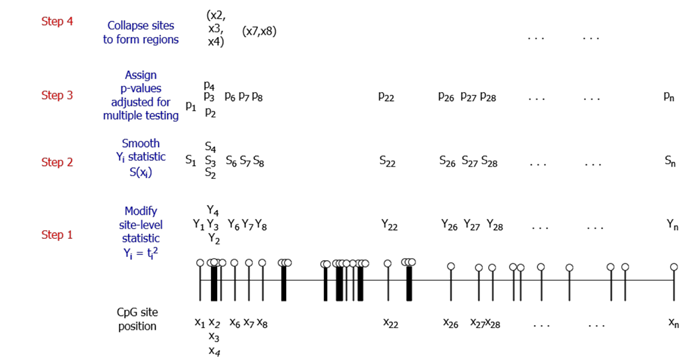 Step 4
Collapse sites
to form regions
(x2,
x3,
x4)
(x7,x8)
... ...
Step 3
Assign
p-values
adjusted for
multiple testing
p₁
p₄
p₃
p₂
p₆ p₇ p₈
p₂₂
p₂₆ p₂₇ p₂₈
... ...
pₙ
Step 2
Smooth
Yᵢ statistic
S(xᵢ)
S₁
S₄
S₃
S₂
S₆ S₇ S₈
S₂₂
S₂₆ S₂₇ S₂₈
... ...
Sₙ
Step 1
Modify
site-level
statistic
Yᵢ = tᵢ²
Y₄
Y₁ Y₃
Y₂
Y₆ Y₇ Y₈
Y₂₂
Y₂₆ Y₂₇ Y₂₈
... ...
Yₙ
CpG site
position
x₁ x₂
x₃
x₄
x₆ x₇ x₈
x₂₂
x₂₆ x₂₇x₂₈
... ...
xₙ